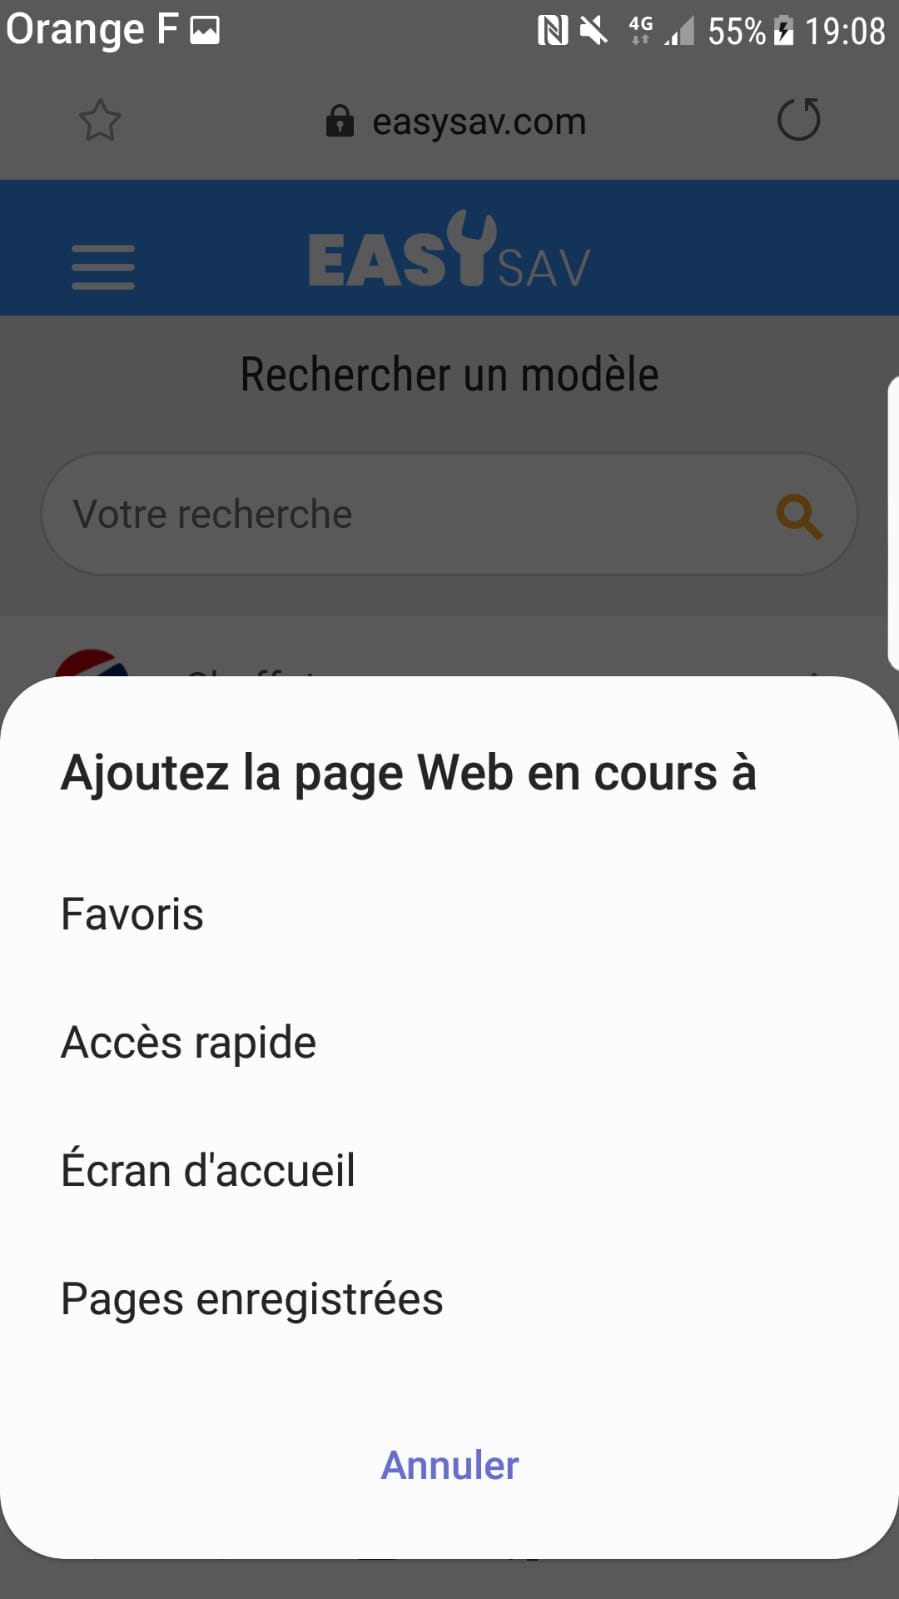 Orange F
4G 55% 19:08
easysav.com
EASYSAV
Rechercher un modèle
Votre recherche
Ajoutez la page Web en cours à
Favoris
Accès rapide
Écran d'accueil
Pages enregistrées
Annuler